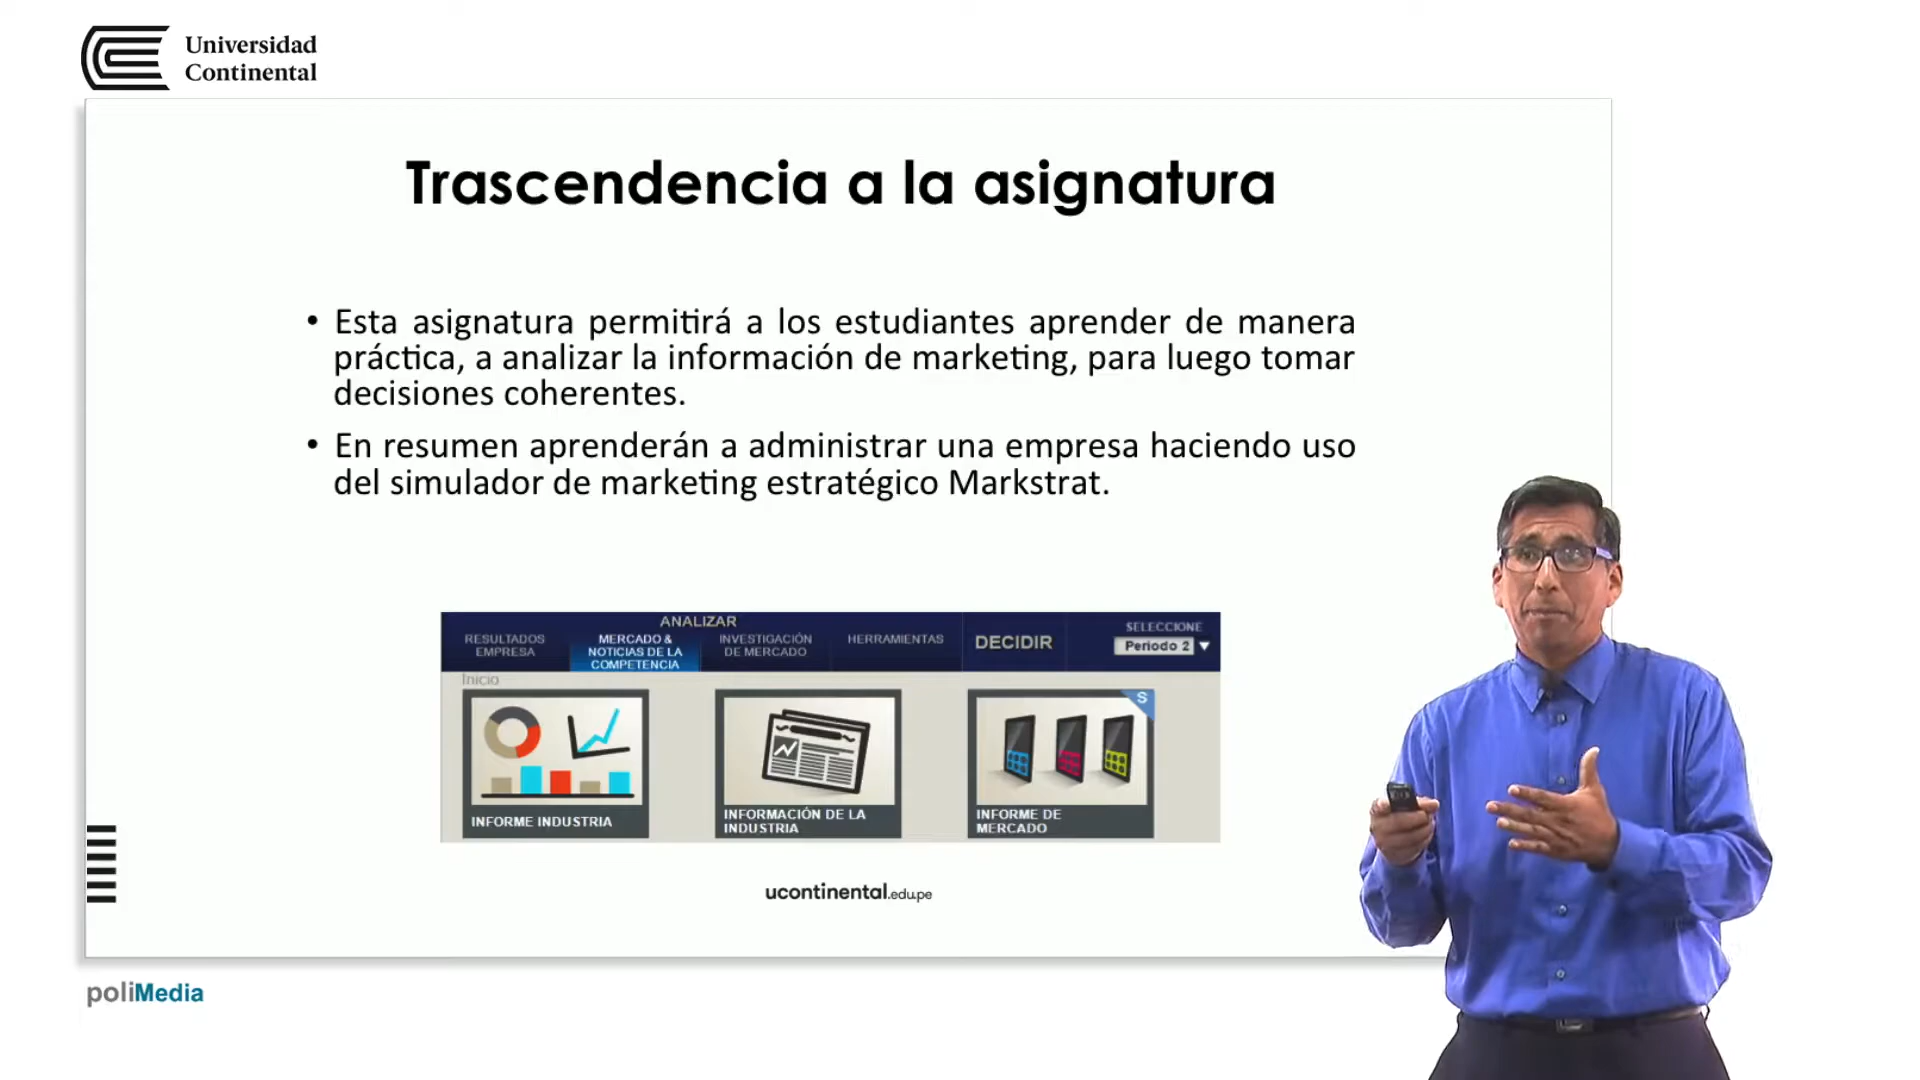 Universidad
Continental
Trascendencia a la asignatura
• Esta asignatura permitirá a los estudiantes aprender de manera
práctica, a analizar la información de marketing, para luego tomar
decisiones coherentes.
• En resumen aprenderán a administrar una empresa haciendo uso
del simulador de marketing estratégico Markstrat.
ANALIZAR
RESULTADOS
EMPRESA
MERCADO &
NOTICIAS DE LA
COMPETENCIA
INVESTIGACIÓN
DE MERCADO
HERRAMIENTAS
DECIDIR
SELECCIONE
Periodo 2
Inicio
INFORME INDUSTRIA
INFORMACIÓN DE LA
INDUSTRIA
S
INFORME DE
MERCADO
ucontinental.edu.pe
poliMedia